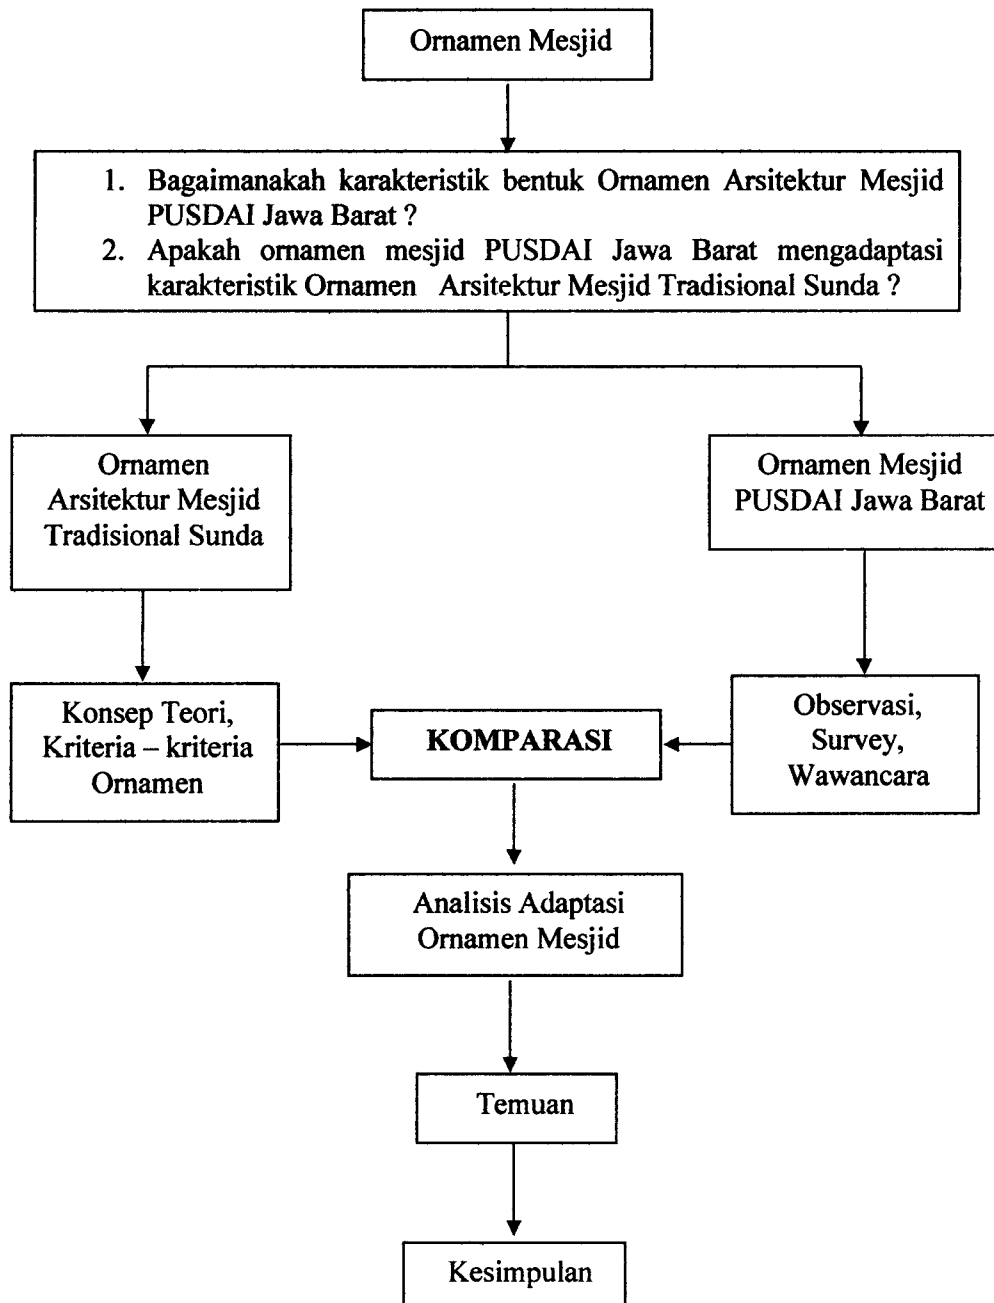 Ornamen Mesjid
1. Bagaimanakah karakteristik bentuk Ornamen Arsitektur Mesjid
PUSDAI Jawa Barat ?
2. Apakah ornamen mesjid PUSDAI Jawa Barat mengadaptasi
karakteristik Ornamen Arsitektur Mesjid Tradisional Sunda ?
Ornamen
Arsitektur Mesjid
Tradisional Sunda
Ornamen Mesjid
PUSDAI Jawa Barat
Konsep Teori,
Kriteria – kriteria
Ornamen
KOMPARASI
Observasi,
Survey,
Wawancara
Analisis Adaptasi
Ornamen Mesjid
Temuan
Kesimpulan